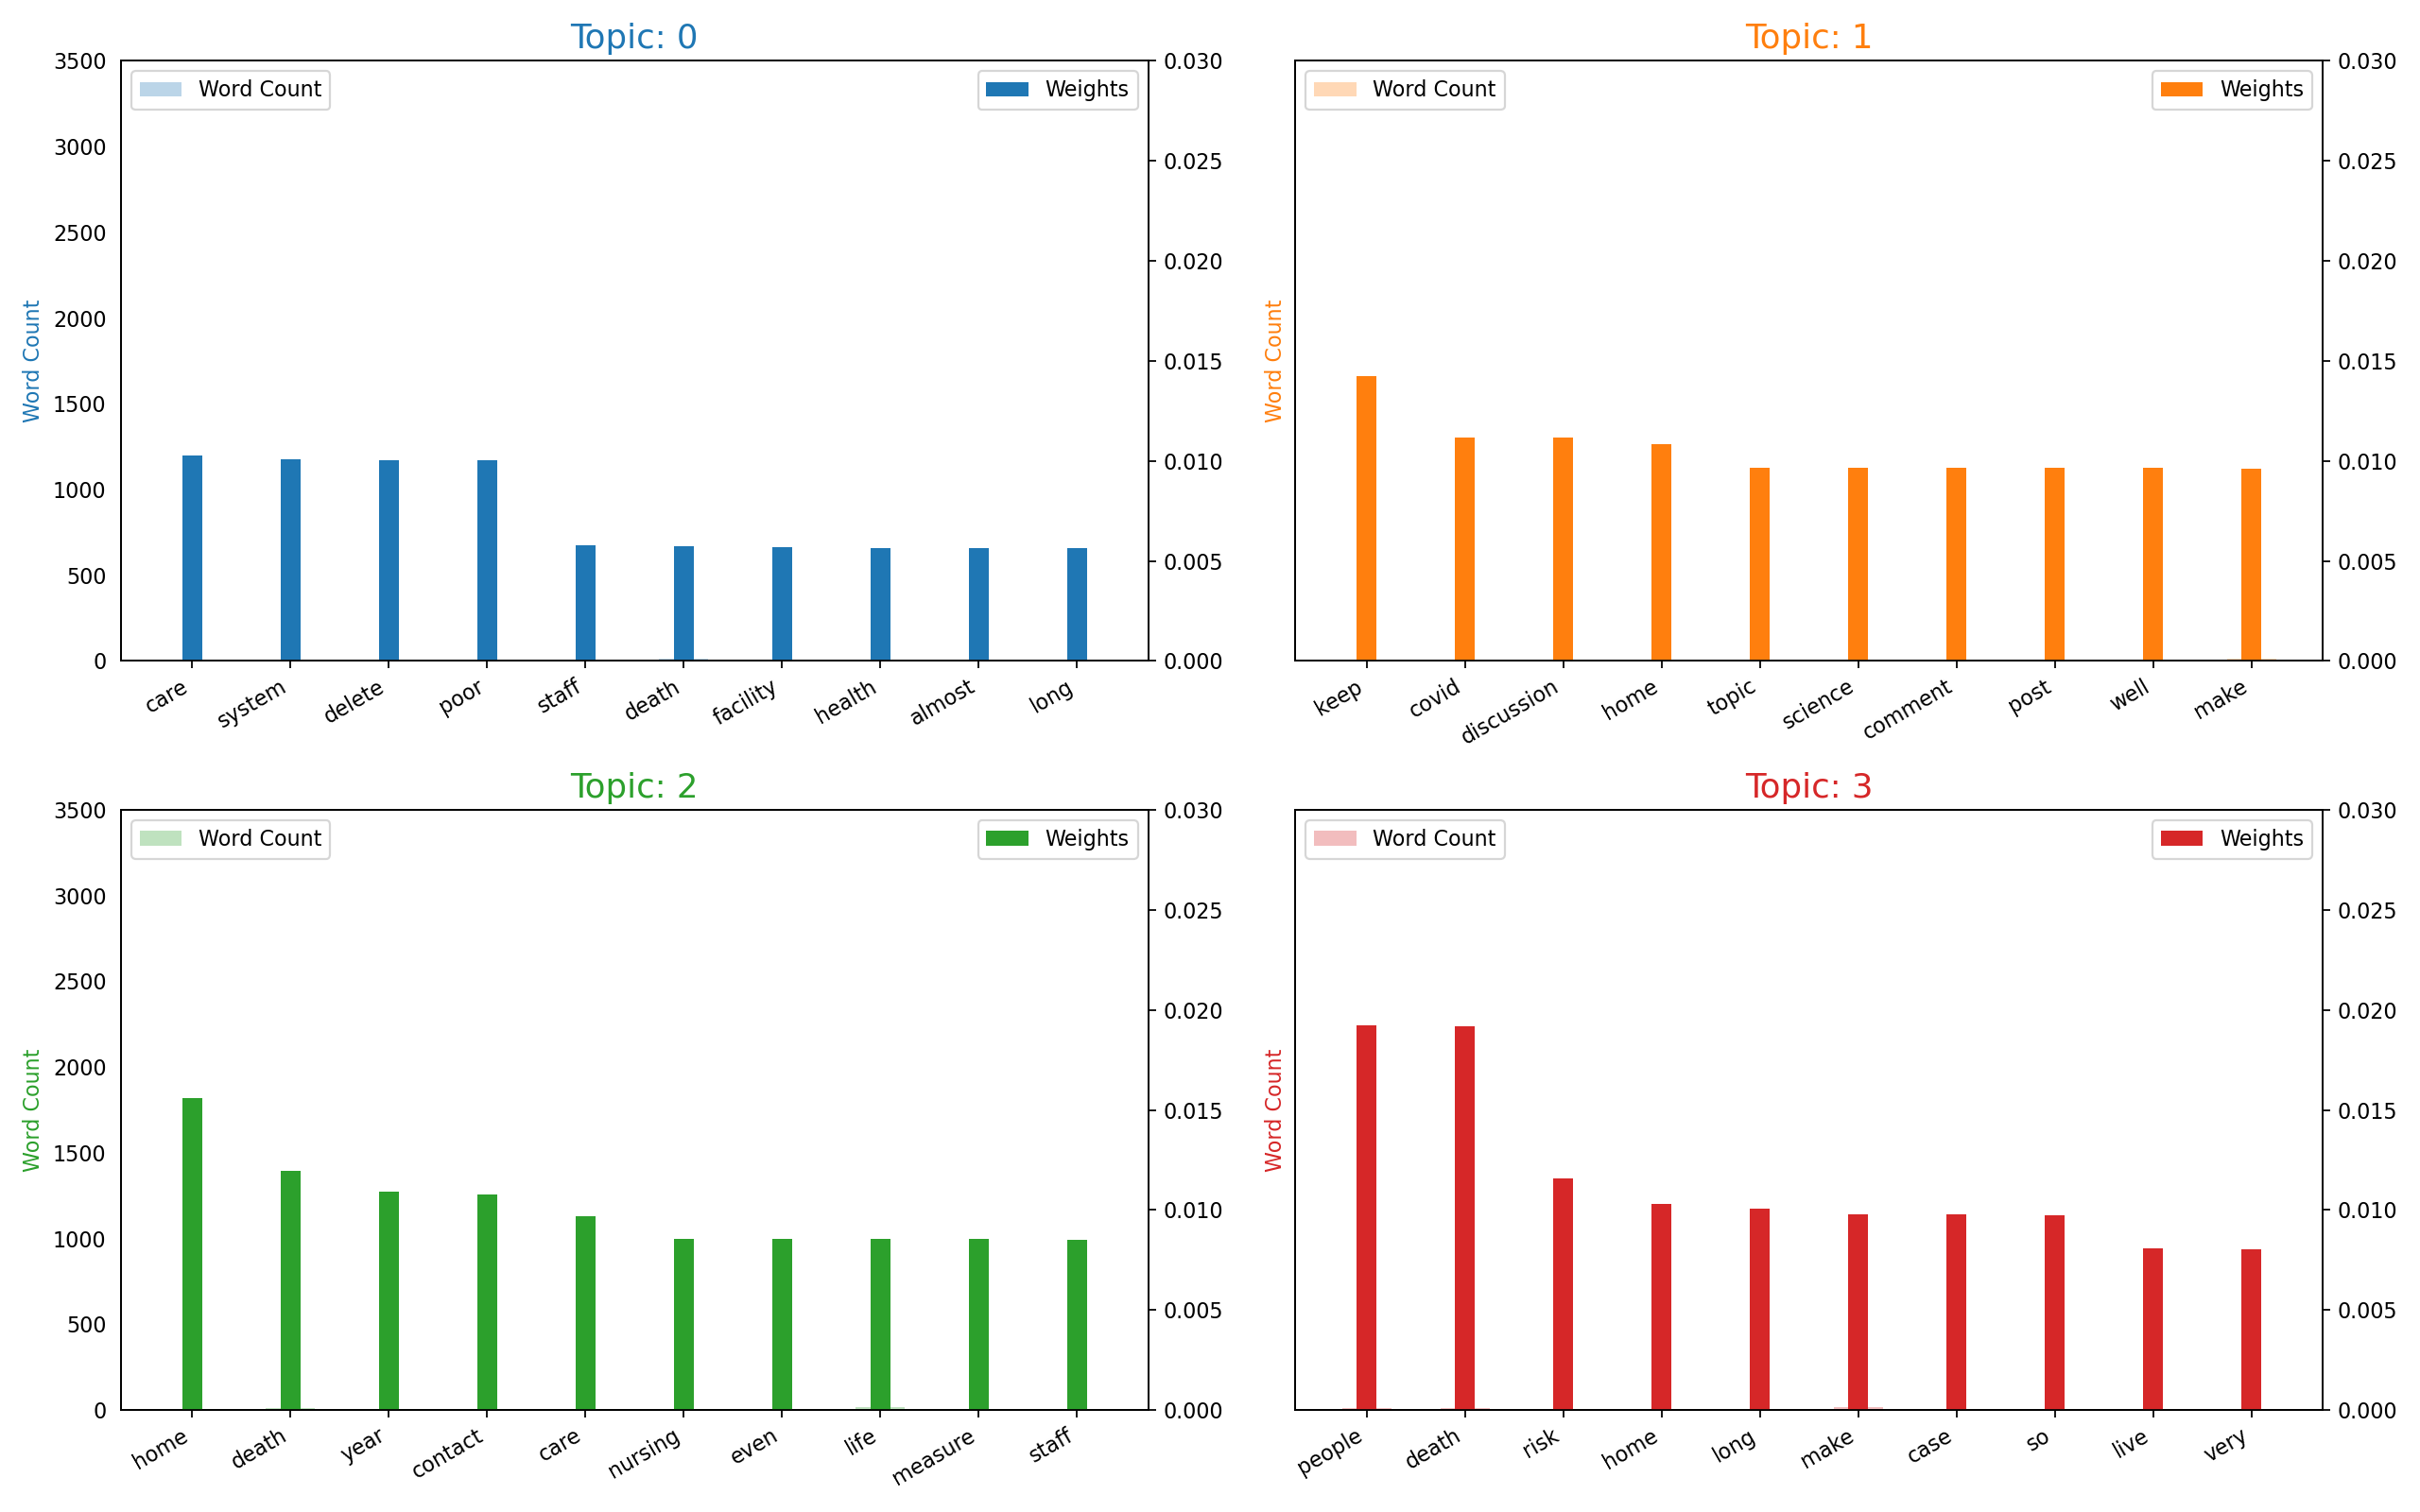 Topic: 0
Word Count
Weights
3500
3000
2500
2000
1500
1000
500
0
Word Count
0.030
0.025
0.020
0.015
0.010
0.005
0.000
care
system
delete
poor
staff
death
facility
health
almost
long
Topic: 1
Word Count
Weights
Word Count
0.030
0.025
0.020
0.015
0.010
0.005
0.000
keep
covid
discussion
home
topic
science
comment
post
well
make
Topic: 2
Word Count
Weights
3500
3000
2500
2000
1500
1000
500
0
Word Count
0.030
0.025
0.020
0.015
0.010
0.005
0.000
home
death
year
contact
care
nursing
even
life
measure
staff
Topic: 3
Word Count
Weights
Word Count
0.030
0.025
0.020
0.015
0.010
0.005
0.000
people
death
risk
home
long
make
case
so
live
very